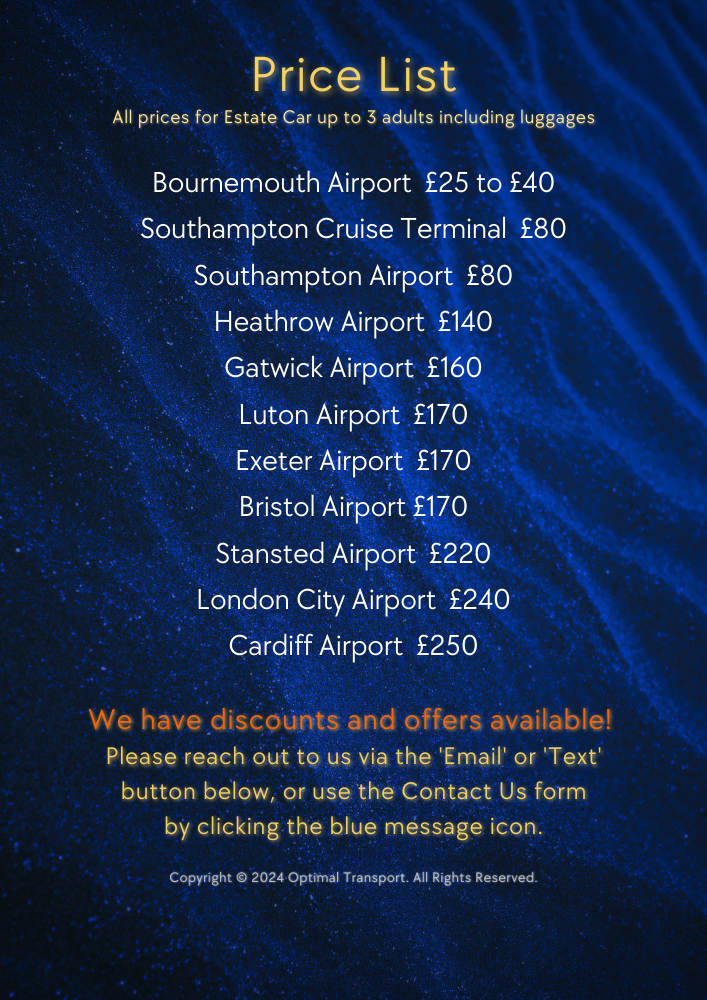 Price List
All prices for Estate Car up to 3 adults including luggages
Bournemouth Airport £25 to £40
Southampton Cruise Terminal £80
Southampton Airport £80
Heathrow Airport £140
Gatwick Airport £160
Luton Airport £170
Exeter Airport £170
Bristol Airport £170
Stansted Airport £220
London City Airport £240
Cardiff Airport £250
We have discounts and offers available!
Please reach out to us via the 'Email' or 'Text'
button below, or use the Contact Us form
by clicking the blue message icon.
Copyright © 2024 Optimal Transport. All Rights Reserved.